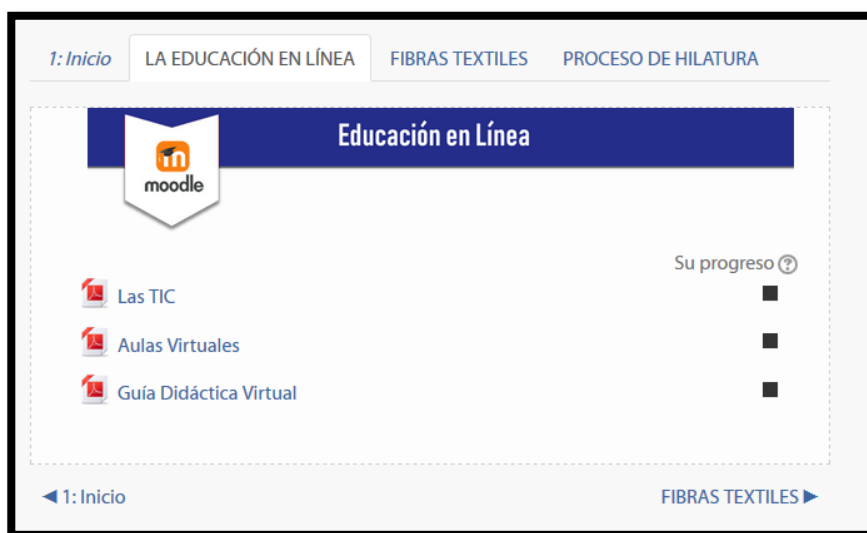 1: Inicio LA EDUCACIÓN EN LÍNEA FIBRAS TEXTILES PROCESO DE HILATURA
Educación en Línea
moodle
Su progreso ?
Las TIC
Aulas Virtuales
Guía Didáctica Virtual
◄ 1: Inicio FIBRAS TEXTILES ►